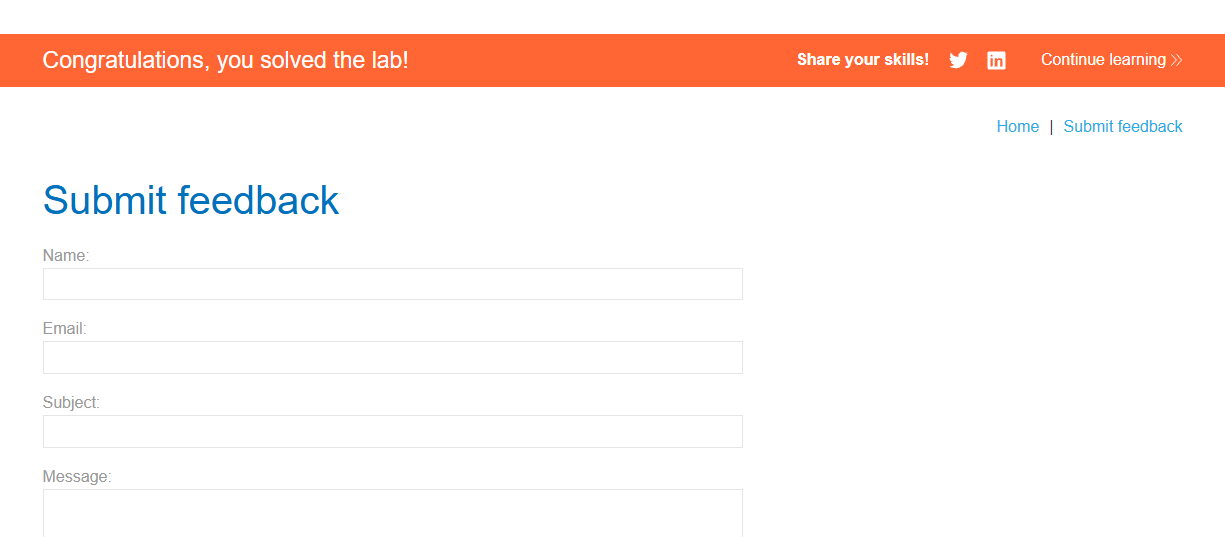 Congratulations, you solved the lab!
Share your skills!
Continue learning
Home | Submit feedback
Submit feedback
Name:
Email:
Subject:
Message: